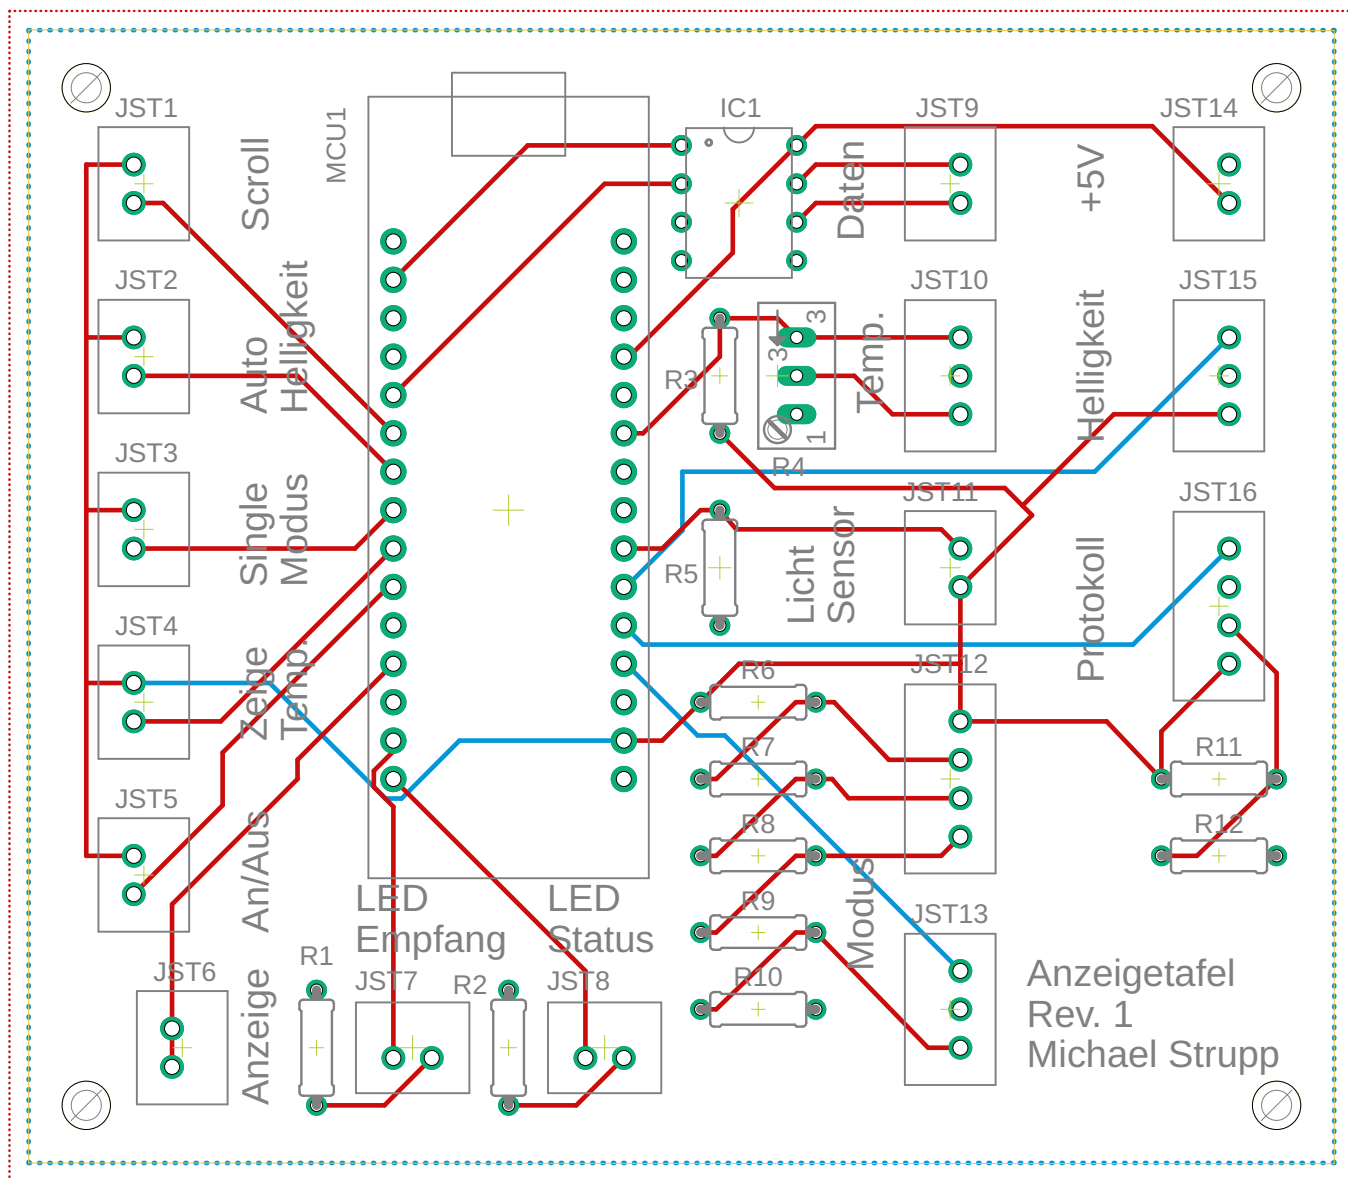 JST1
MCU1
IC1
JST9
JST14
Scroll
Daten
+5V
JST2
Auto
Helligkeit
3
3
R3
1
R4
JST10
Temp.
JST15
Helligkeit
JST3
Single
Modus
JST11
JST16
R5
Licht
Sensor
Protokoll
JST4
Zeige
Temp.
R6
JST12
R7
R11
JST5
An/Aus
R8
R12
LED
Empfang
LED
Status
R9
Modus
JST13
R1
JST6
Anzeige
JST7
R2
JST8
R10
Anzeigetafel
Rev. 1
Michael Strupp